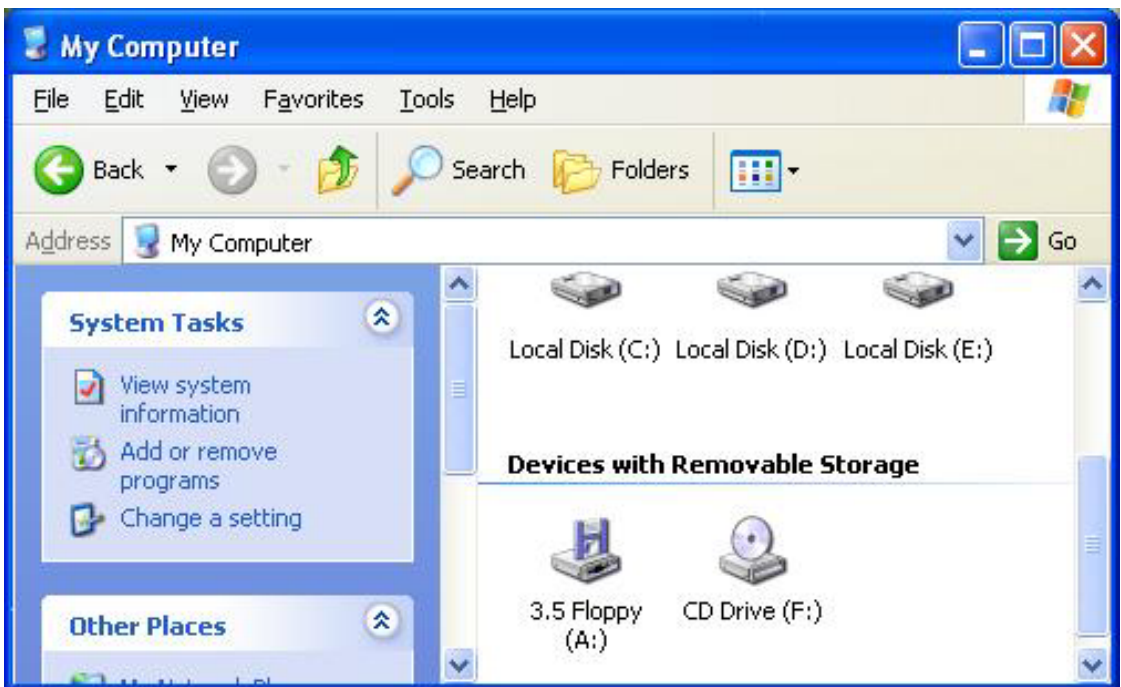 My Computer
File Edit View Favorites Tools Help
Back Search Folders
Address My Computer Go
System Tasks
View system
information
Add or remove
programs
Change a setting
Other Places
Local Disk (C:) Local Disk (D:) Local Disk (E:)
Devices with Removable Storage
3.5 Floppy
(A:)
CD Drive (F:)